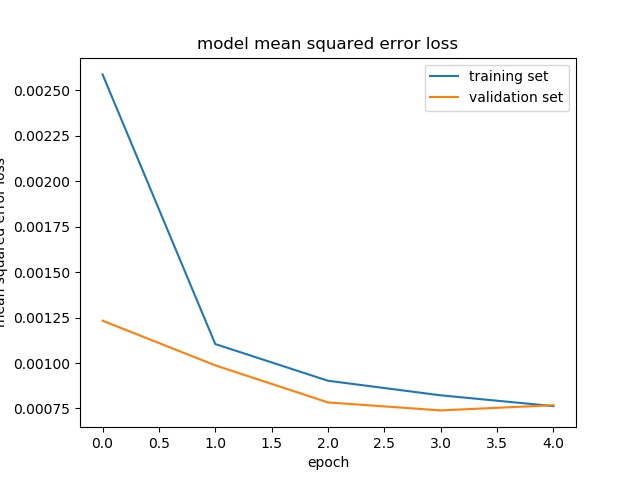 model mean squared error loss
training set
validation set
0.00250
0.00225
0.00200
0.00175
0.00150
0.00125
0.00100
0.00075
mean squared error loss
0.0 0.5 1.0 1.5 2.0 2.5 3.0 3.5 4.0
epoch